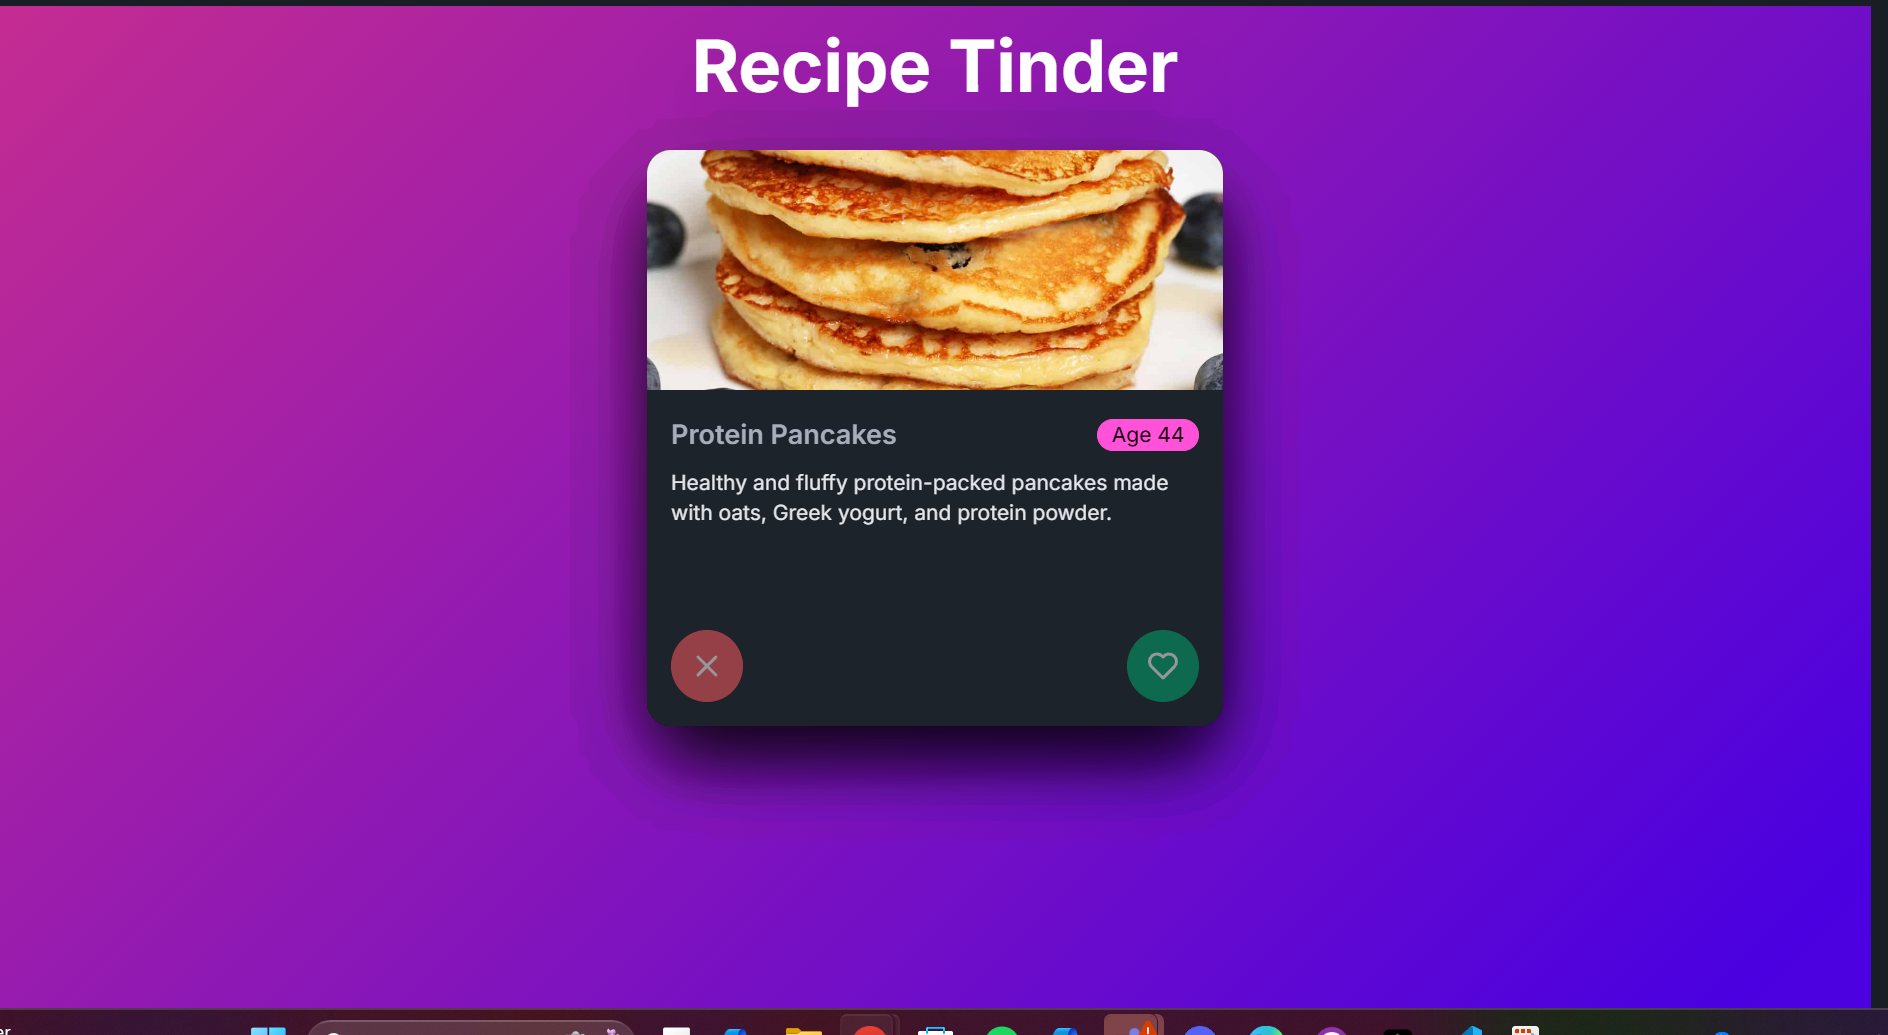 Recipe Tinder
Protein Pancakes
Age 44
Healthy and fluffy protein-packed pancakes made
with oats, Greek yogurt, and protein powder.